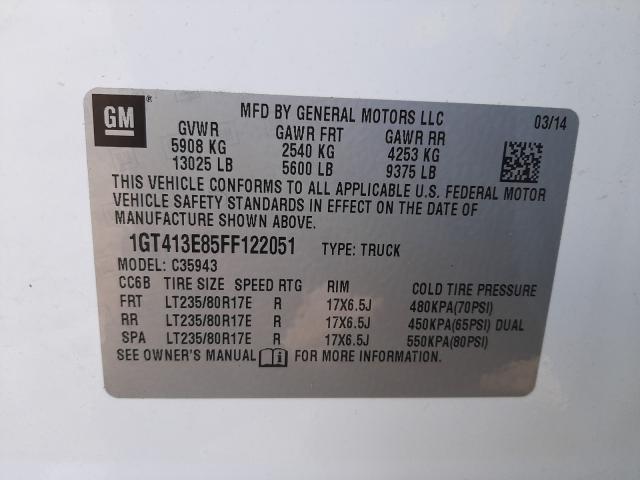 GM®
MFD BY GENERAL MOTORS LLC 03/14
GVWR GAWR FRT GAWR RR
5908 KG 2540 KG 4253 KG
13025 LB 5600 LB 9375 LB
THIS VEHICLE CONFORMS TO ALL APPLICABLE U.S. FEDERAL MOTOR
VEHICLE SAFETY STANDARDS IN EFFECT ON THE DATE OF
MANUFACTURE SHOWN ABOVE.
1GT413E85FF122051 TYPE: TRUCK
MODEL: C35943
CC6B TIRE SIZE SPEED RTG RIM COLD TIRE PRESSURE
FRT LT235/80R17E R 17X6.5J 480KPA(70PSI)
RR LT235/80R17E R 17X6.5J 450KPA(65PSI) DUAL
SPA LT235/80R17E R 17X6.5J 550KPA(80PSI)
SEE OWNER'S MANUAL i FOR MORE INFORMATION.